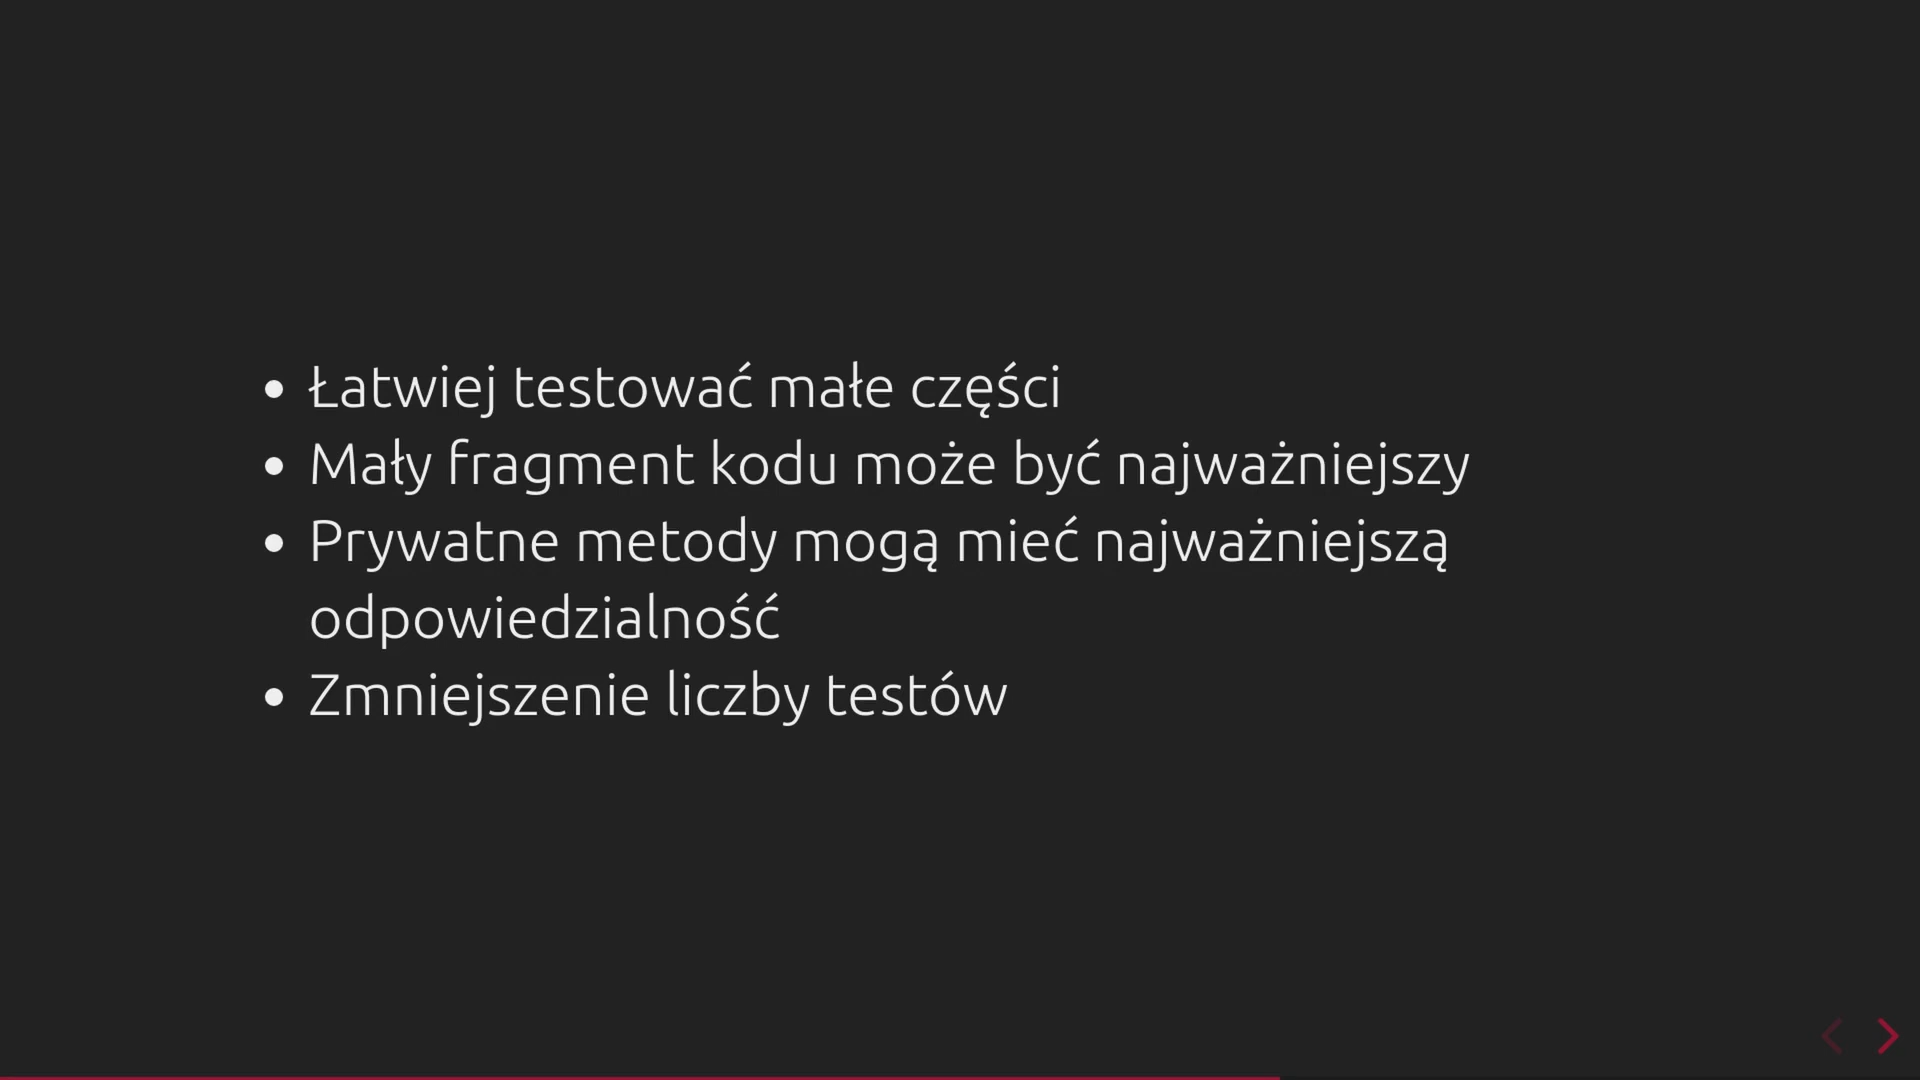 • Łatwiej testować małe części
• Mały fragment kodu może być najważniejszy
• Prywatne metody mogą mieć najważniejszą
odpowiedzialność
• Zmniejszenie liczby testów